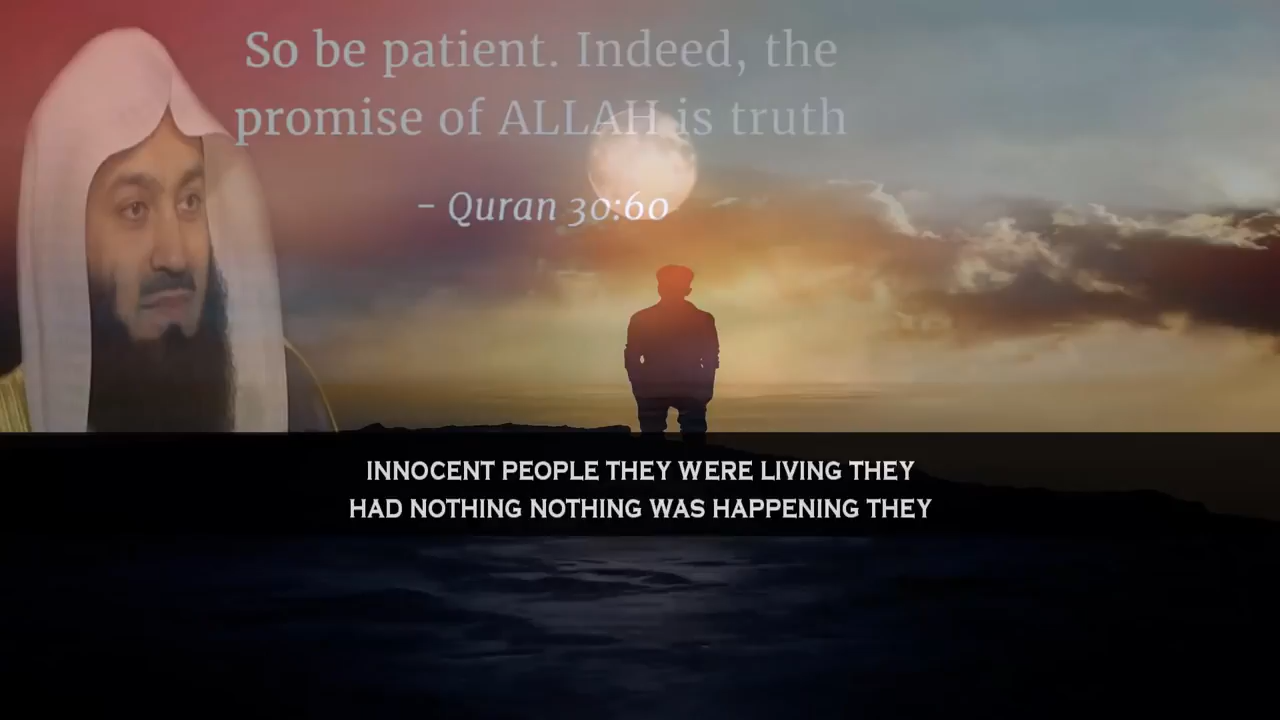 So be patient. Indeed, the
promise of ALLAH is truth
– Quran 30:60
INNOCENT PEOPLE THEY WERE LIVING THEY
HAD NOTHING NOTHING WAS HAPPENING THEY